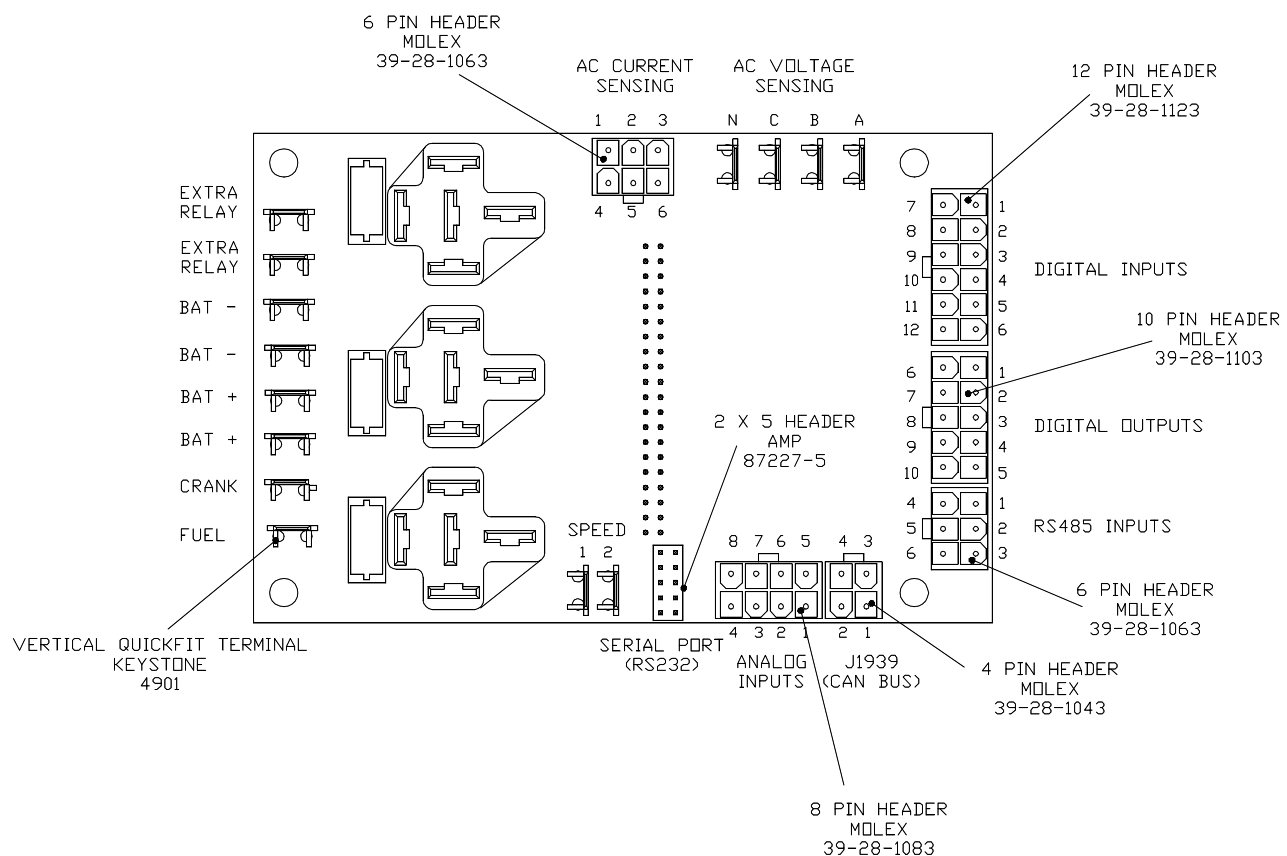 6 PIN HEADER
MOLEX
39-28-1063
AC CURRENT
SENSING
AC VOLTAGE
SENSING
12 PIN HEADER
MOLEX
39-28-1123
1 2 3
N C B A
4 5 6
EXTRA
RELAY
EXTRA
RELAY
BAT -
BAT -
BAT +
BAT +
CRANK
FUEL
7 1
8 2
9 3
10 4
11 5
12 6
DIGITAL INPUTS
10 PIN HEADER
MOLEX
39-28-1103
6 1
7 2
8 3
9 4
10 5
DIGITAL OUTPUTS
2 X 5 HEADER
AMP
87227-5
4 1
5 2
6 3
RS485 INPUTS
SPEED
1 2
8 7 6 5
4 3
6 PIN HEADER
MOLEX
39-28-1063
4 3 2 1
2 1
VERTICAL QUICKFIT TERMINAL
KEYSTONE
4901
SERIAL PORT
(RS232)
ANALOG
INPUTS
J1939
(CAN BUS)
4 PIN HEADER
MOLEX
39-28-1043
8 PIN HEADER
MOLEX
39-28-1083